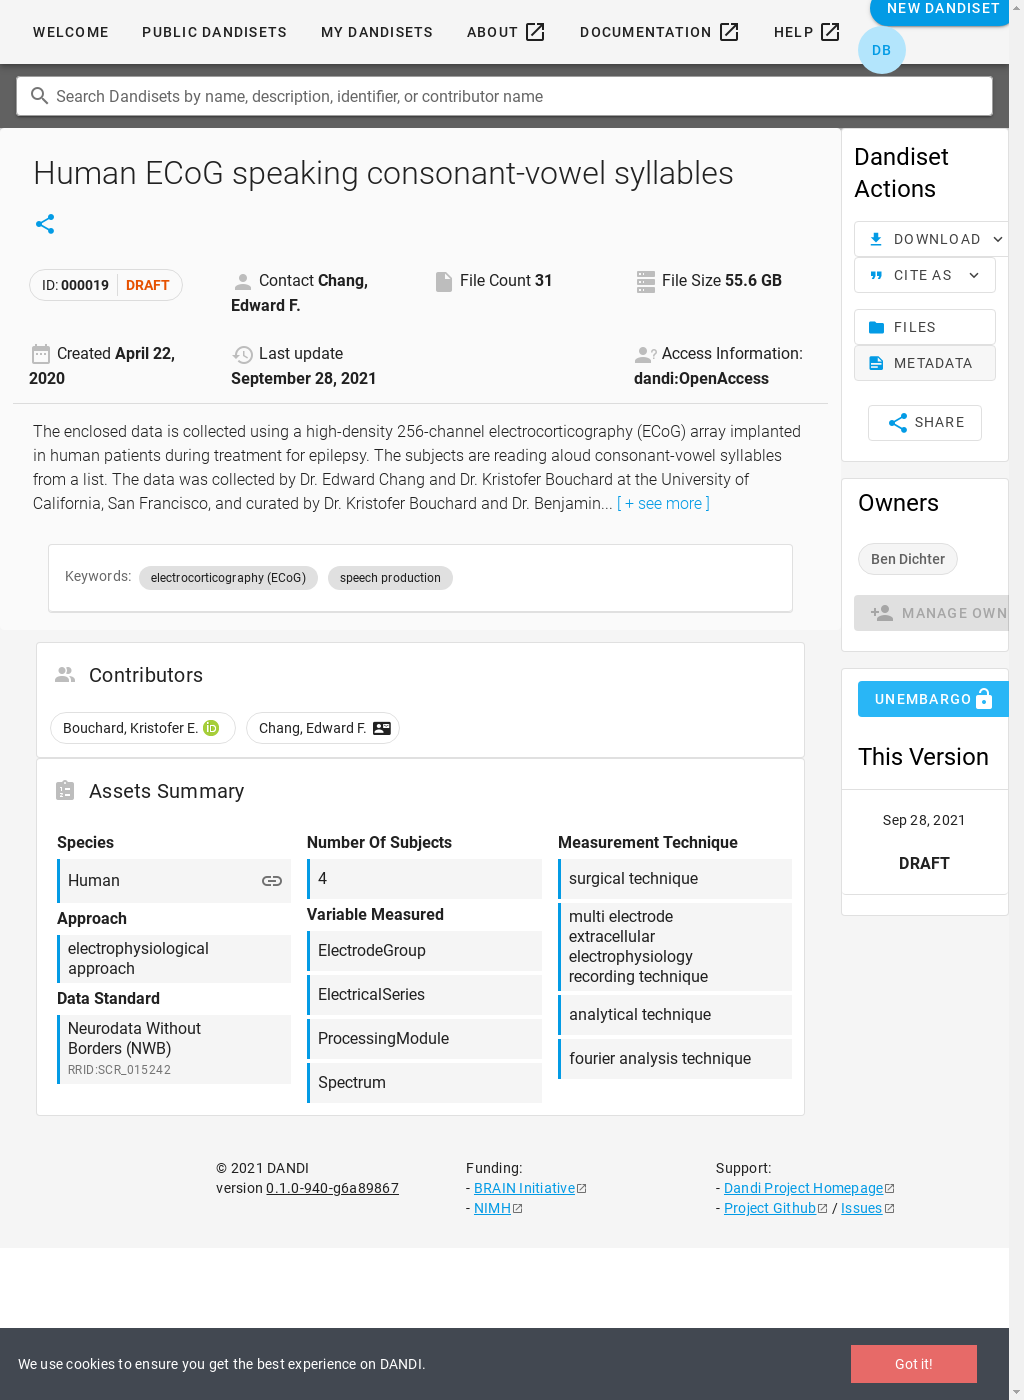 WELCOME PUBLIC DANDISETS MY DANDISETS ABOUT DOCUMENTATION HELP NEW DANDISET
DB
Search Dandisets by name, description, identifier, or contributor name
Human ECoG speaking consonant-vowel syllables
ID: 000019 DRAFT
Contact Chang,
Edward F.
File Count 31
File Size 55.6 GB
Created April 22,
2020
Last update
September 28, 2021
Access Information:
dandi:OpenAccess
The enclosed data is collected using a high-density 256-channel electrocorticography (ECoG) array implanted
in human patients during treatment for epilepsy. The subjects are reading aloud consonant-vowel syllables
from a list. The data was collected by Dr. Edward Chang and Dr. Kristofer Bouchard at the University of
California, San Francisco, and curated by Dr. Kristofer Bouchard and Dr. Benjamin... [ + see more ]
Keywords: electrocorticography (ECoG) speech production
Contributors
Bouchard, Kristofer E. iD Chang, Edward F.
Assets Summary
Species
Human
Approach
electrophysiological
approach
Data Standard
Neurodata Without
Borders (NWB)
RRID:SCR_015242
Number Of Subjects
4
Variable Measured
ElectrodeGroup
ElectricalSeries
ProcessingModule
Spectrum
Measurement Technique
surgical technique
multi electrode
extracellular
electrophysiology
recording technique
analytical technique
fourier analysis technique
Dandiset
Actions
DOWNLOAD
CITE AS
FILES
METADATA
SHARE
Owners
Ben Dichter
MANAGE OWN
UNEMBARGO
This Version
Sep 28, 2021
DRAFT
© 2021 DANDI
version 0.1.0-940-g6a89867
Funding:
- BRAIN Initiative
- NIMH
Support:
- Dandi Project Homepage
- Project Github / Issues
We use cookies to ensure you get the best experience on DANDI.
Got it!